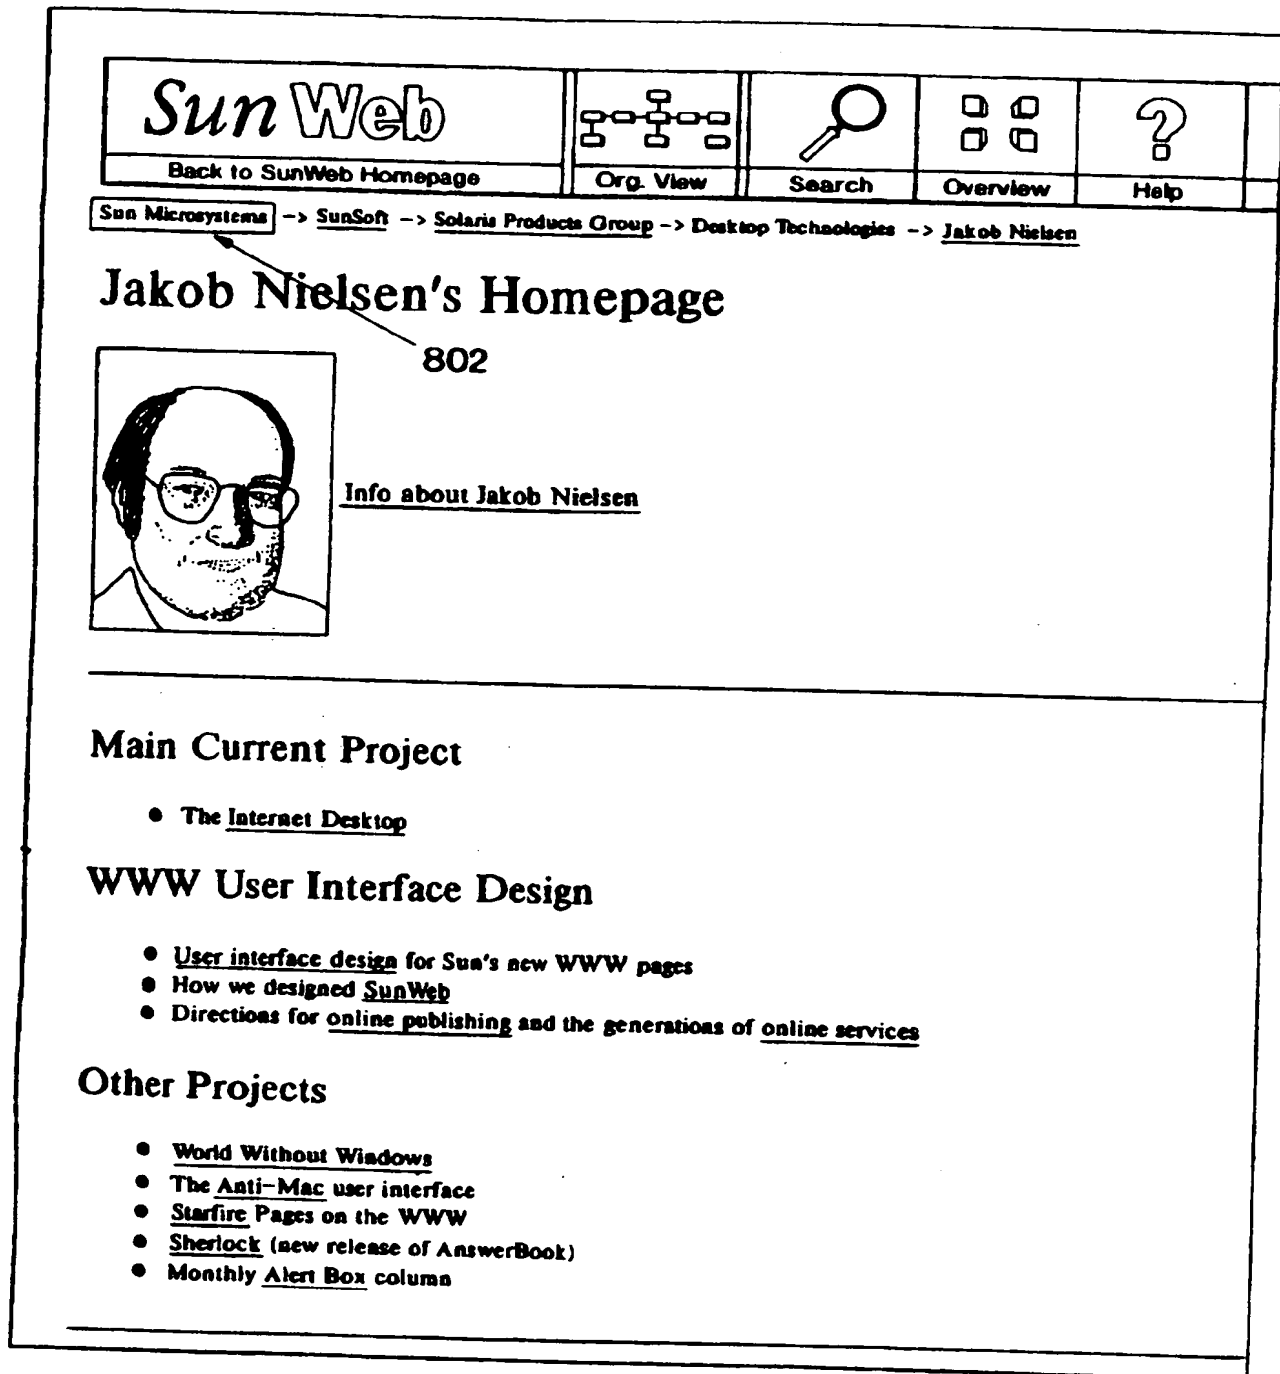 Sun Web
Back to SunWeb Homepage
Org. View
Search
Overview
Help
Sun Microsystems -> SunSoft -> Solaris Products Group -> Desktop Technologies -> Jakob Nielsen
Jakob Nielsen's Homepage
802
Info about Jakob Nielsen
Main Current Project
● The Internet Desktop
WWW User Interface Design
● User interface design for Sun's new WWW pages
● How we designed SunWeb
● Directions for online publishing and the generations of online services
Other Projects
● World Without Windows
● The Anti-Mac user interface
● Starfire Pages on the WWW
● Sherlock (new release of AnswerBook)
● Monthly Alert Box column